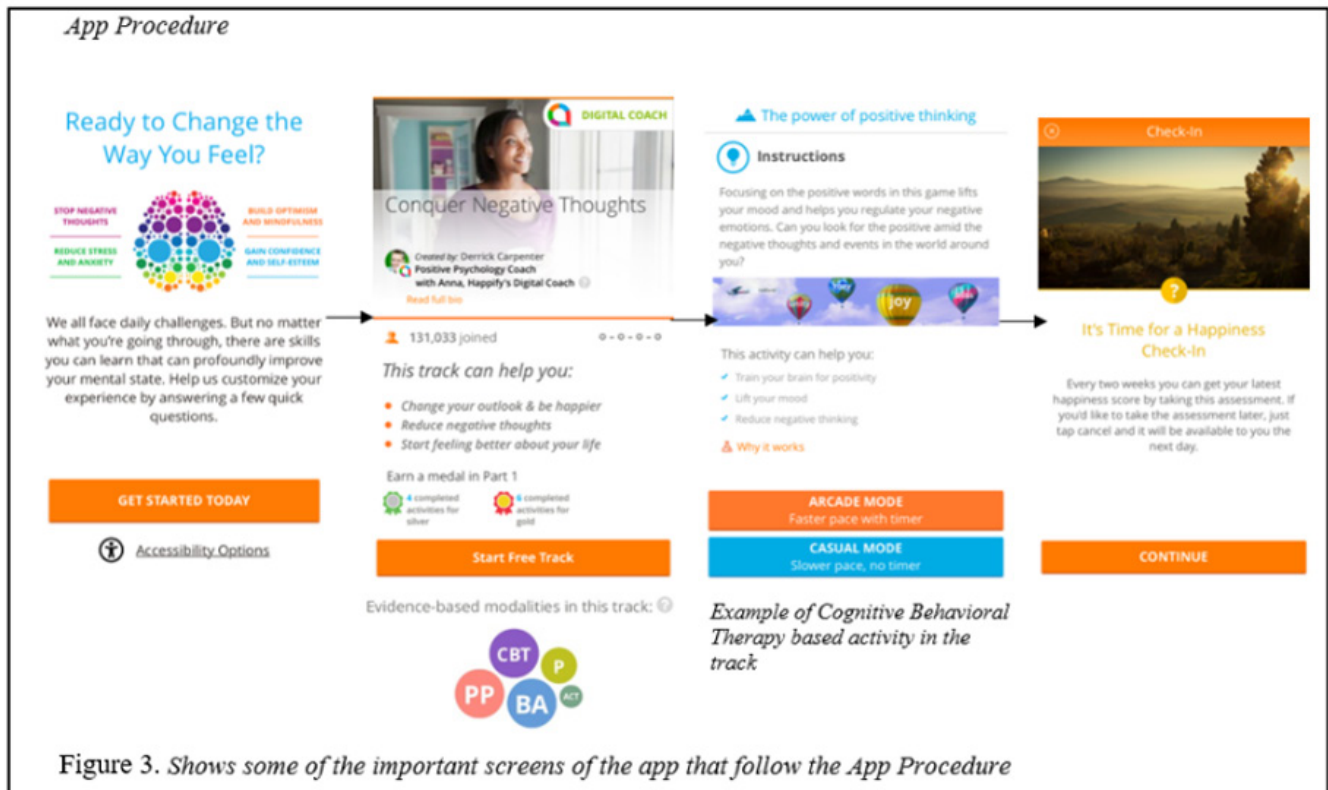 App Procedure
Ready to Change the
Way You Feel?
STOP NEGATIVE
THOUGHTS
BUILD OPTIMISM
AND MINDFULNESS
REDUCE STRESS
AND ANXIETY
GAIN CONFIDENCE
AND SELF-ESTEEM
We all face daily challenges. But no matter
what you're going through, there are skills
you can learn that can profoundly improve
your mental state. Help us customize your
experience by answering a few quick
questions.
GET STARTED TODAY
Accessibility Options
DIGITAL COACH
Conquer Negative Thoughts
Created by: Derrick Carpenter
Positive Psychology Coach
with Anna, Happify's Digital Coach ?
Read full bio
131,033 joined
This track can help you:
• Change your outlook & be happier
• Reduce negative thoughts
• Start feeling better about your life
Earn a medal in Part 1
4 completed
activities for
silver
6 completed
activities for
gold
Start Free Track
Evidence-based modalities in this track: ?
CBT
P
PP
BA
ACT
The power of positive thinking
Instructions
Focusing on the positive words in this game lifts
your mood and helps you regulate your negative
emotions. Can you look for the positive amid the
negative thoughts and events in the world around
you?
joy
This activity can help you:
Train your brain for positivity
Lift your mood
Reduce negative thinking
Why it works
ARCADE MODE
Faster pace with timer
CASUAL MODE
Slower pace, no timer
Example of Cognitive Behavioral
Therapy based activity in the
track
Check-In
?
It's Time for a Happiness
Check-In
Every two weeks you can get your latest
happiness score by taking this assessment. If
you'd like to take the assessment later, just
tap cancel and it will be available to you the
next day.
CONTINUE
Figure 3. Shows some of the important screens of the app that follow the App Procedure